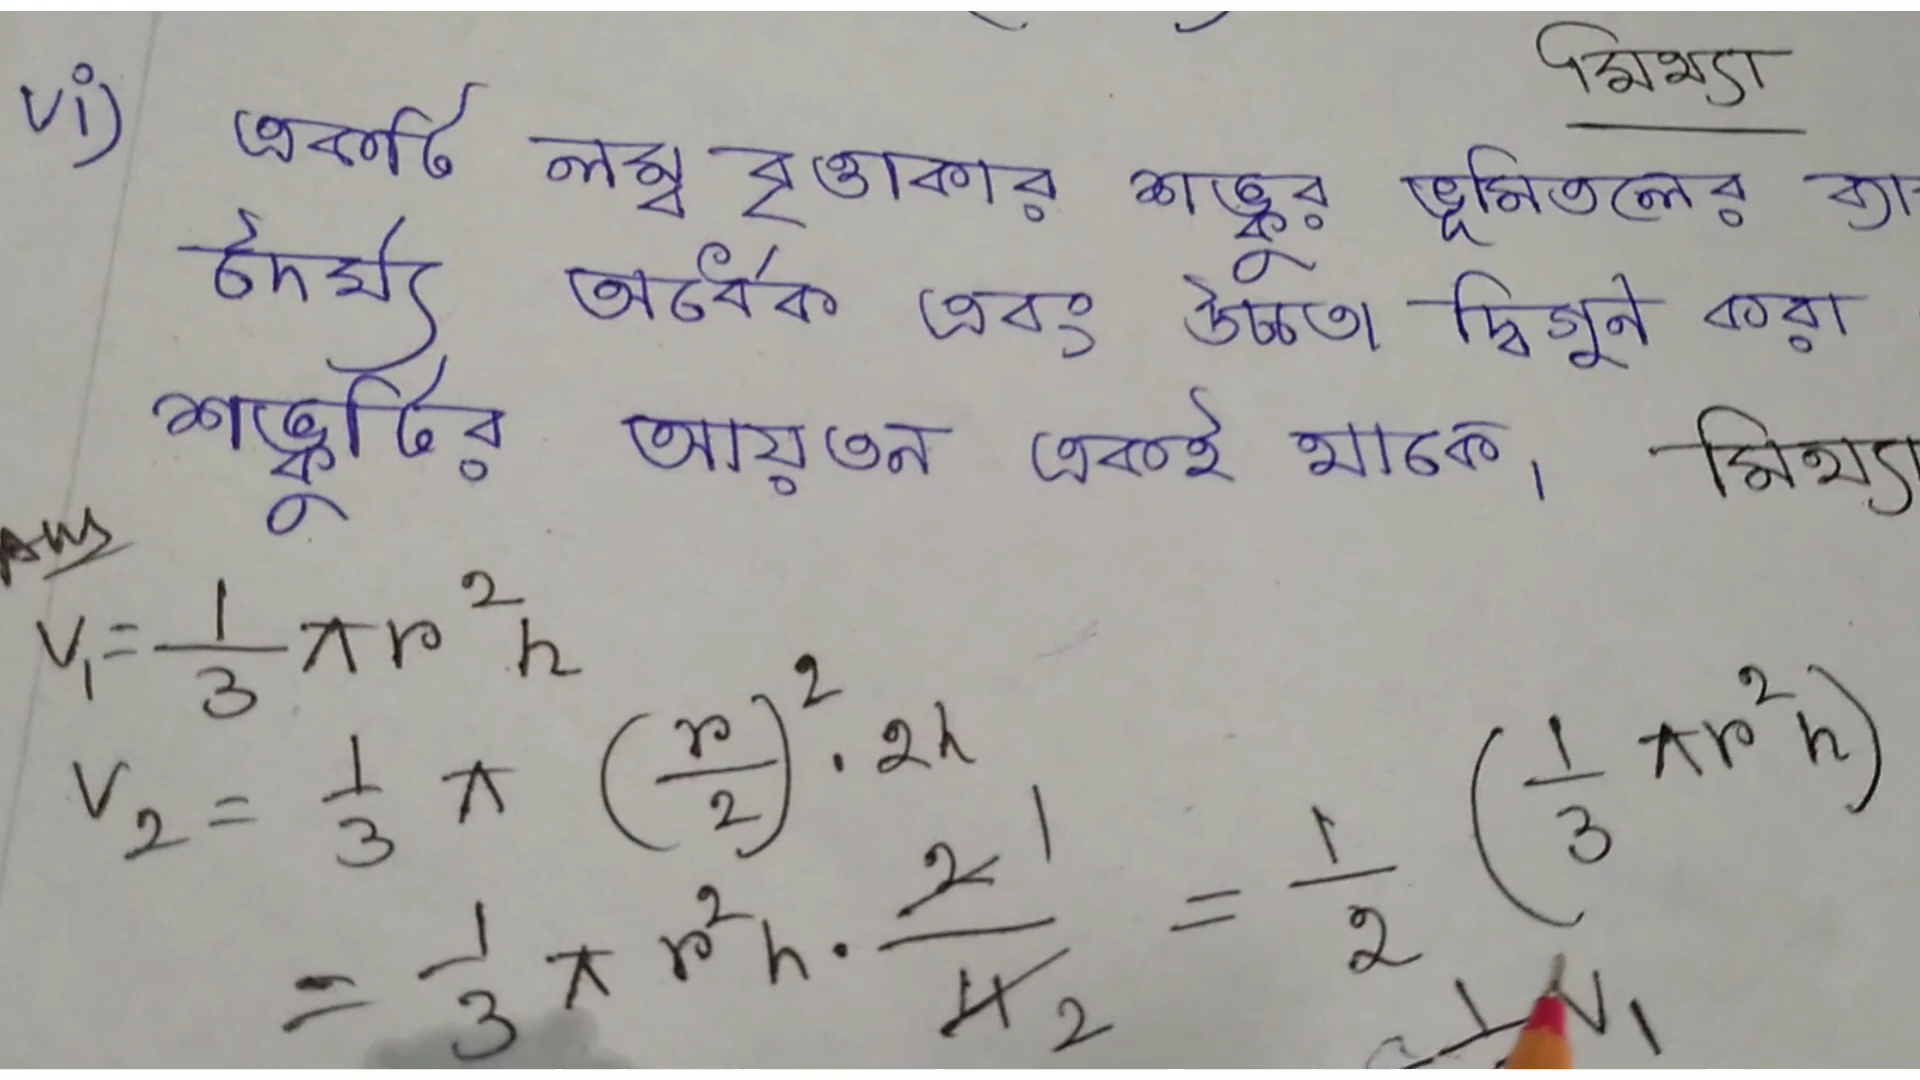 মিথ্যা
vi) একটি লম্ব বৃত্তাকার শঙ্কুর ভূমিতলের
দৈর্ঘ্য অর্ধেক এবং উচ্চতা দ্বিগুন করা
শঙ্কুটির আয়তন একই থাকে। মিথ্যা
Ans
V₁ = 1/3 πr²h
V₂ = 1/3 π (r/2)² · 2h
= 1/3 πr²h · 2 1/4 2 = 1/2 (1/3 πr²h)
V₁